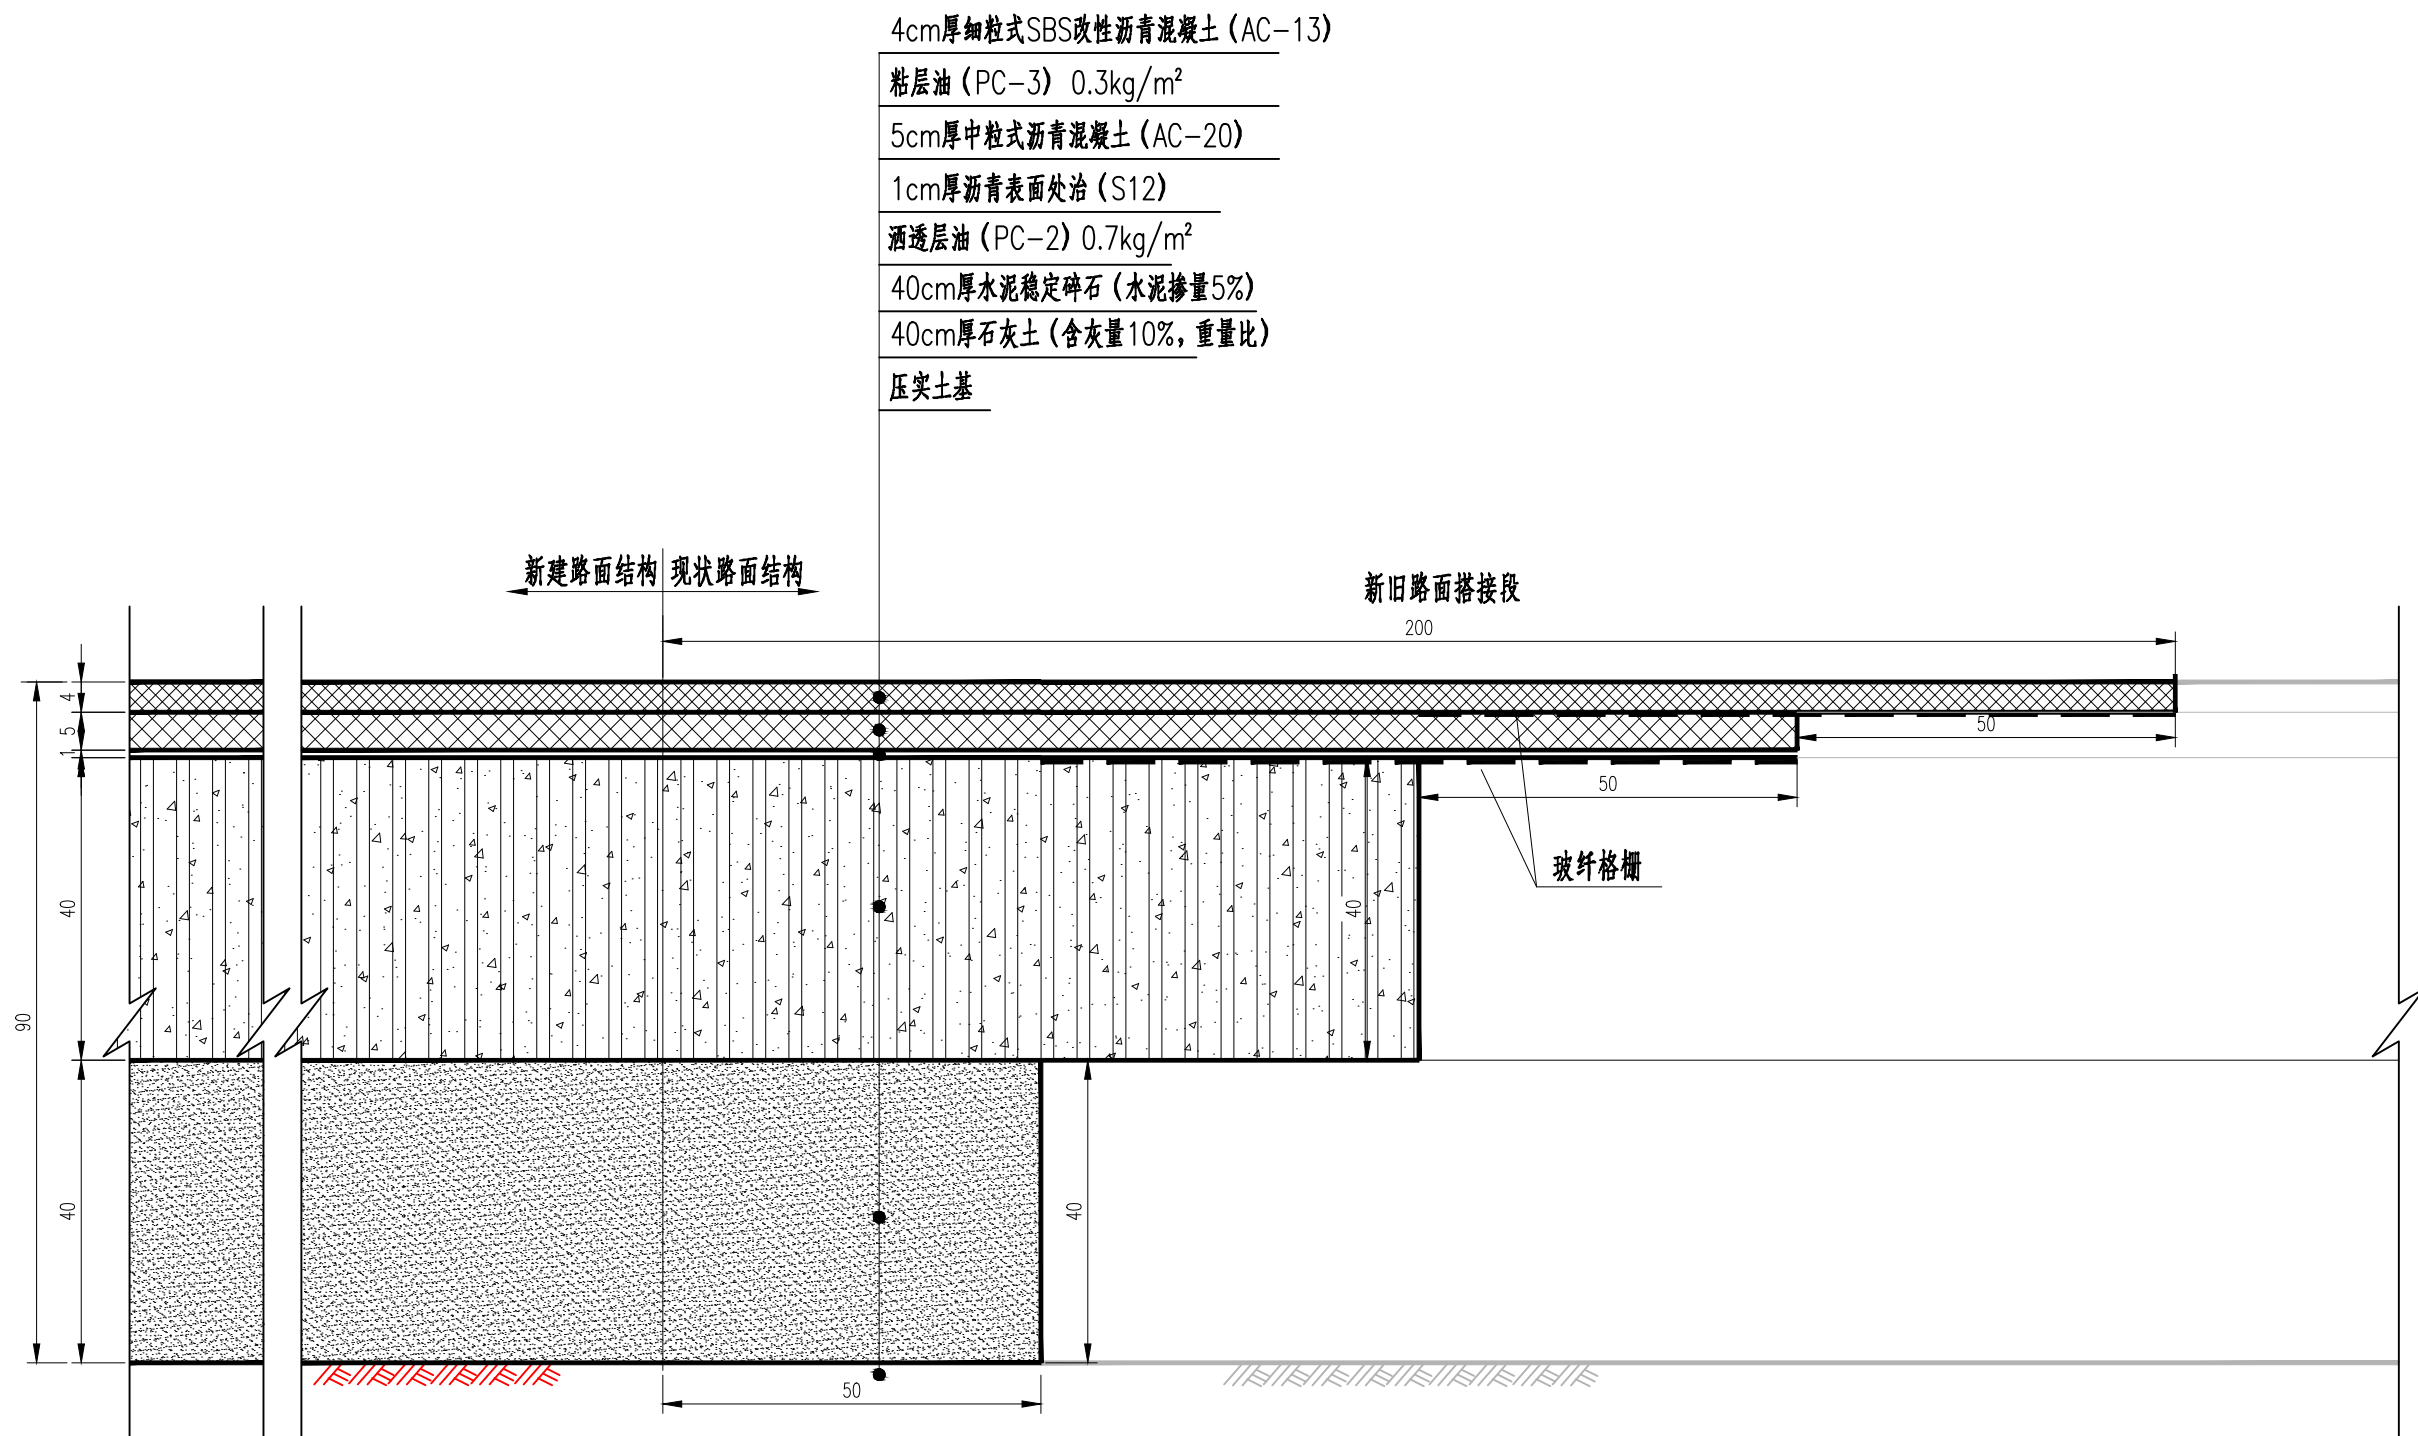 4cm厚细粒式SBS改性沥青混凝土(AC-13)
粘层油(PC-3) 0.3kg/m²
5cm厚中粒式沥青混凝土(AC-20)
1cm厚沥青表面处治(S12)
洒透层油(PC-2) 0.7kg/m²
40cm厚水泥稳定碎石(水泥掺量5%)
40cm厚石灰土(含灰量10%，重量比)
压实土基
新建路面结构 现状路面结构
新旧路面搭接段
200
4
5
1
50
50
玻纤格栅
40
40
90
40
40
50